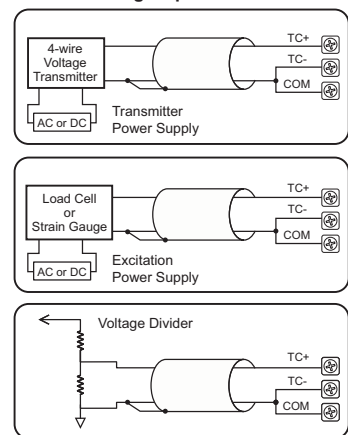 4-wire
Voltage
Transmitter
AC or DC
Transmitter
Power Supply
TC+
TC-
COM
Load Cell
or
Strain Gauge
AC or DC
Excitation
Power Supply
TC+
TC-
COM
Voltage Divider
TC+
TC-
COM